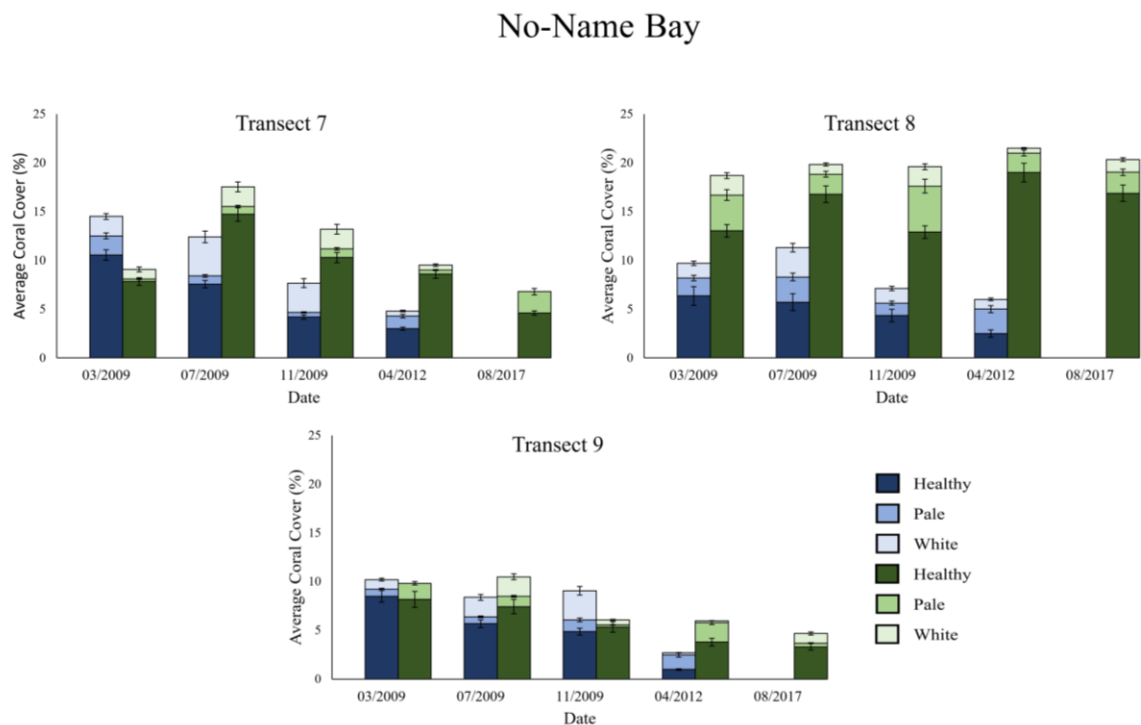 No-Name Bay
Transect 7
Average Coral Cover (%)
25
20
15
10
5
0
03/2009 07/2009 11/2009 04/2012 08/2017
Date
Transect 8
Average Coral Cover (%)
25
20
15
10
5
0
03/2009 07/2009 11/2009 04/2012 08/2017
Date
Transect 9
Average Coral Cover (%)
25
20
15
10
5
0
03/2009 07/2009 11/2009 04/2012 08/2017
Date
Healthy
Pale
White
Healthy
Pale
White